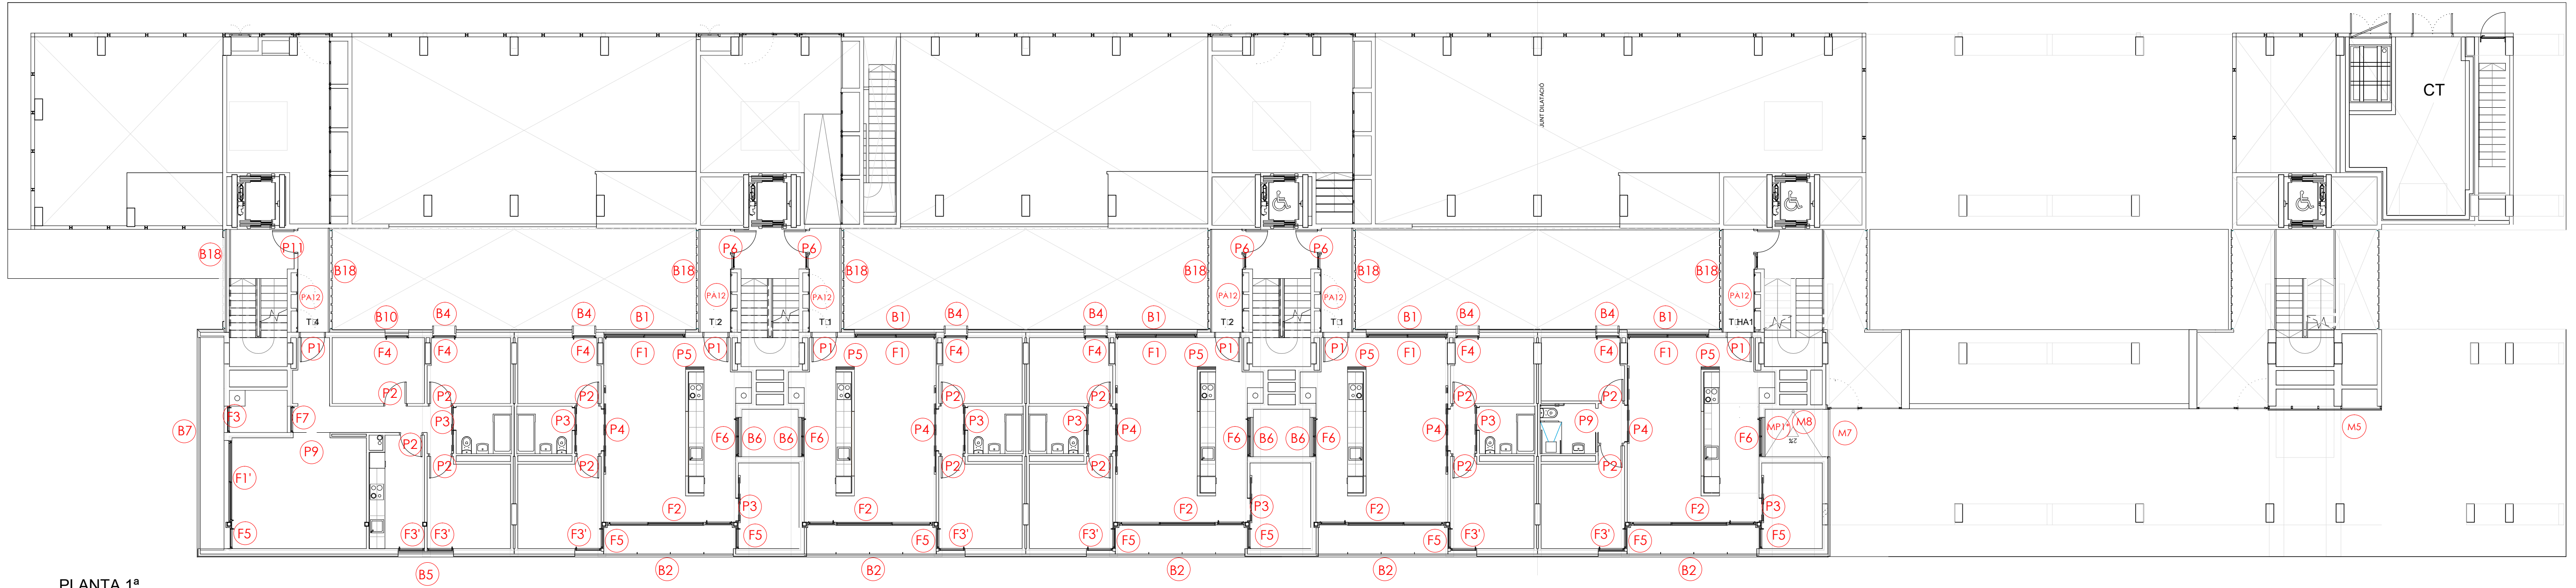 CT
JUNT DILATACIÓ
P6 P6 P6 P6
B18 P11 B18 B18 B18 B18 B18 B18
PA12 PA12 PA12 PA12 PA12 PA12
B10 B4 B4 B1 B1 B4 B4 B1 B1 B4 B4 B1
P1 P1 P1 P1 P1 P1
F4 F4 F4 F1 F1 F4 F4 F1 F1 F4 F4 F1
P5 P5 P5 P5 P5
P2 P2 P2 P2 P2 P2 P2
F3 F7 P3 P3 P3 P3 P3 P9 MP1* M8
B7 P4 P4 P4 P4 P4 M7 M5
P9 P2 F6 B6 B6 F6 F6 B6 B6 F6 F6
P2 P2 P2 P2 P2 P2
F1'
P3 P3 P3
F2 F2 F2 F2 F2
F5 F3' F3' F3' F5 F5 F5 F3' F3' F5 F5 F5 F3' F3' F5 F5
B5 B2 B2 B2 B2 B2
PLANTA 1ª